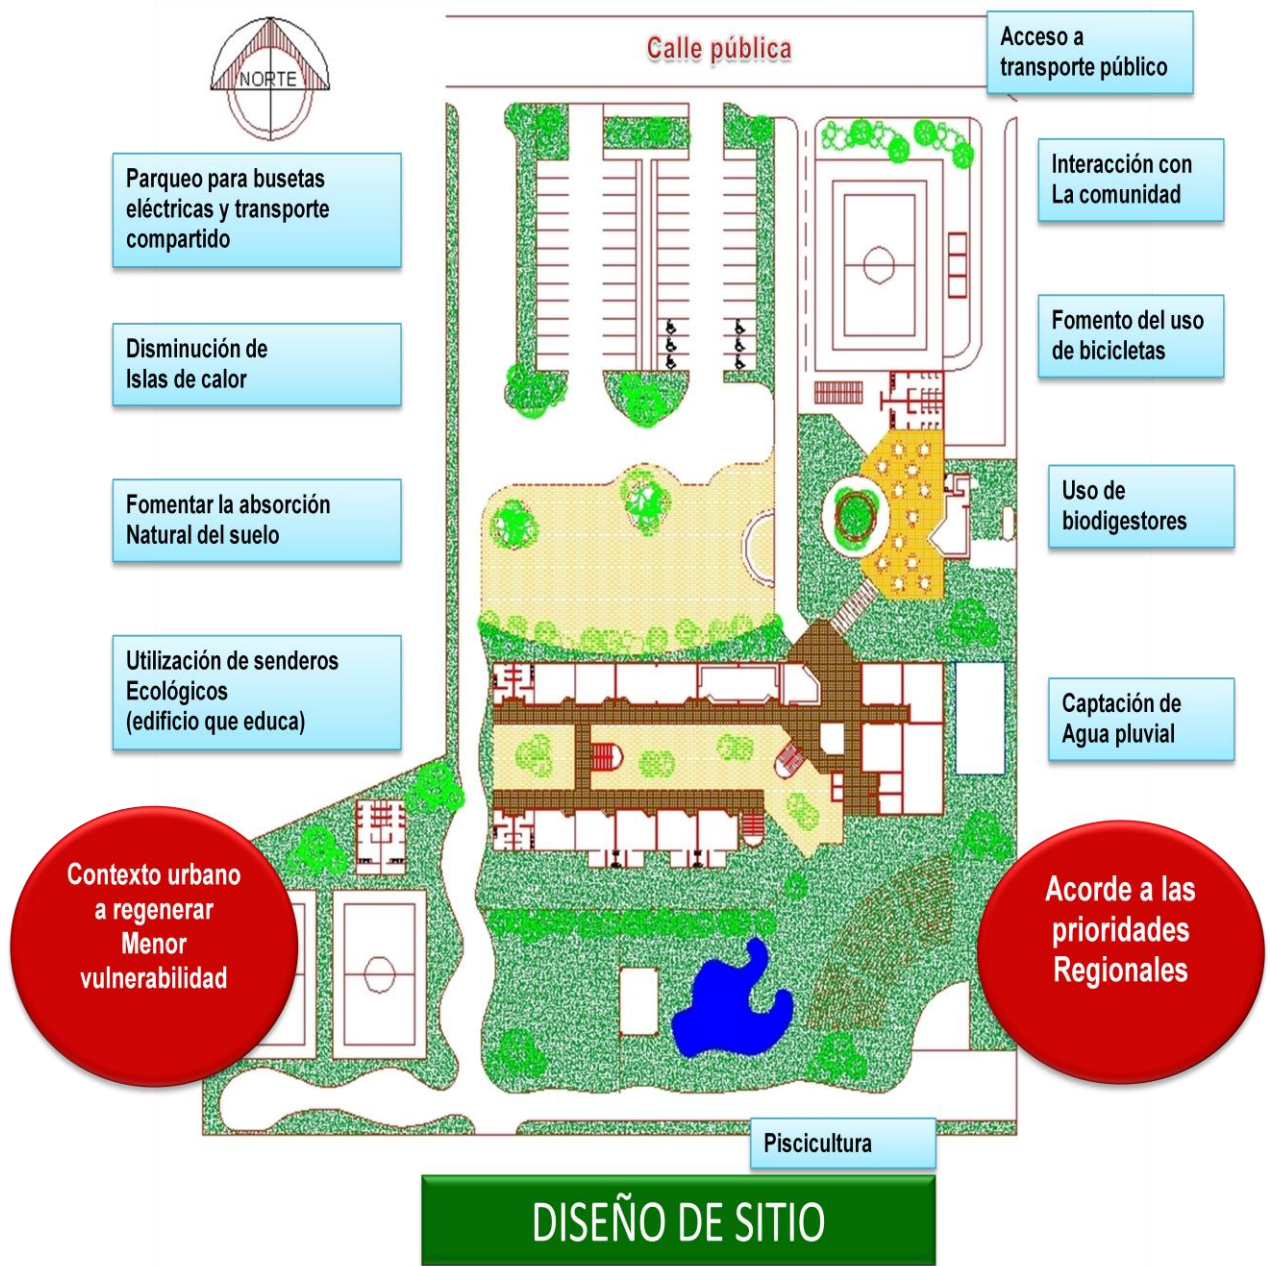 Calle pública
Acceso a
transporte público
NORTE
Parqueo para busetas
eléctricas y transporte
compartido
Interacción con
La comunidad
Disminución de
Islas de calor
Fomento del uso
de bicicletas
Fomentar la absorción
Natural del suelo
Uso de
biodigestores
Utilización de senderos
Ecológicos
(edificio que educa)
Captación de
Agua pluvial
Contexto urbano
a regenerar
Menor
vulnerabilidad
Acorde a las
prioridades
Regionales
Piscicultura
DISEÑO DE SITIO